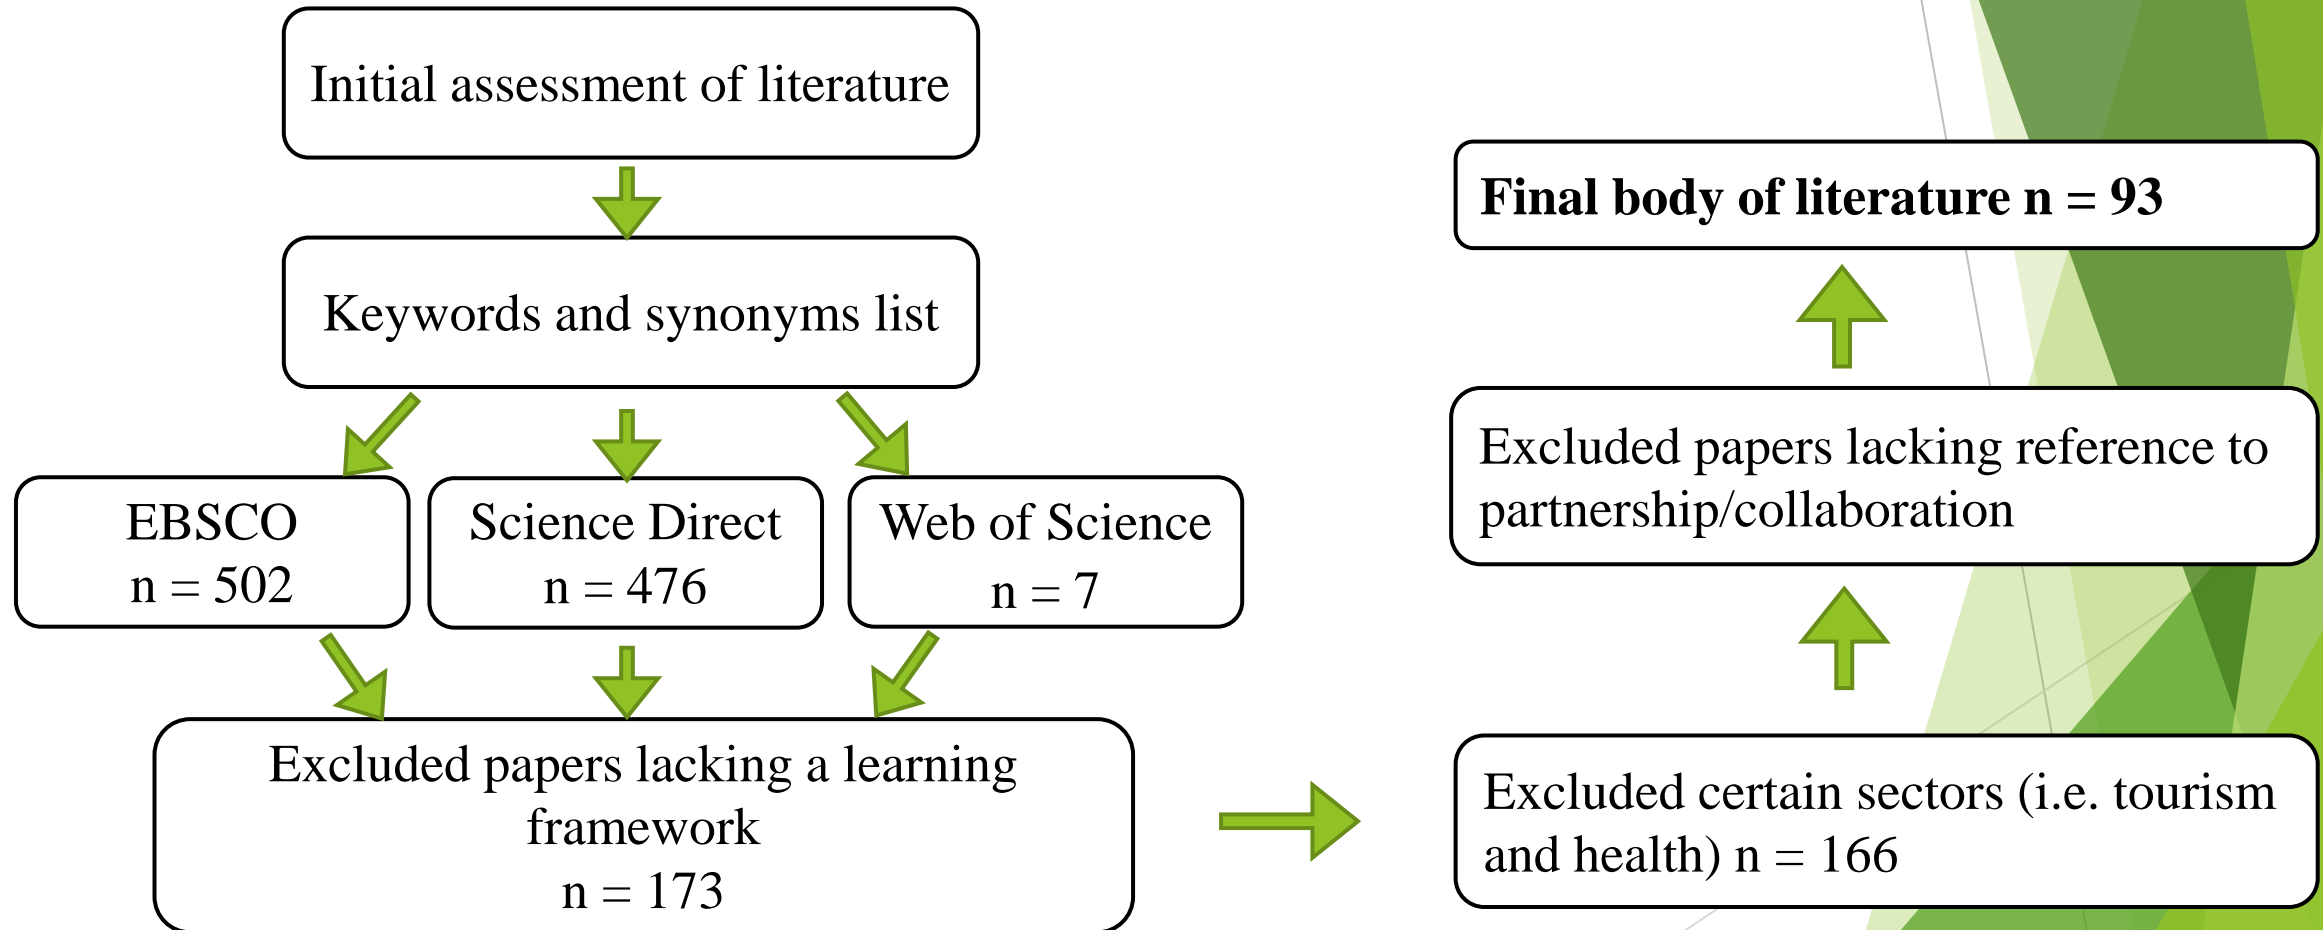 Initial assessment of literature
Keywords and synonyms list
EBSCO
n = 502
Science Direct
n = 476
Web of Science
n = 7
Excluded papers lacking a learning
framework
n = 173
Excluded certain sectors (i.e. tourism
and health) n = 166
Excluded papers lacking reference to
partnership/collaboration
Final body of literature n = 93